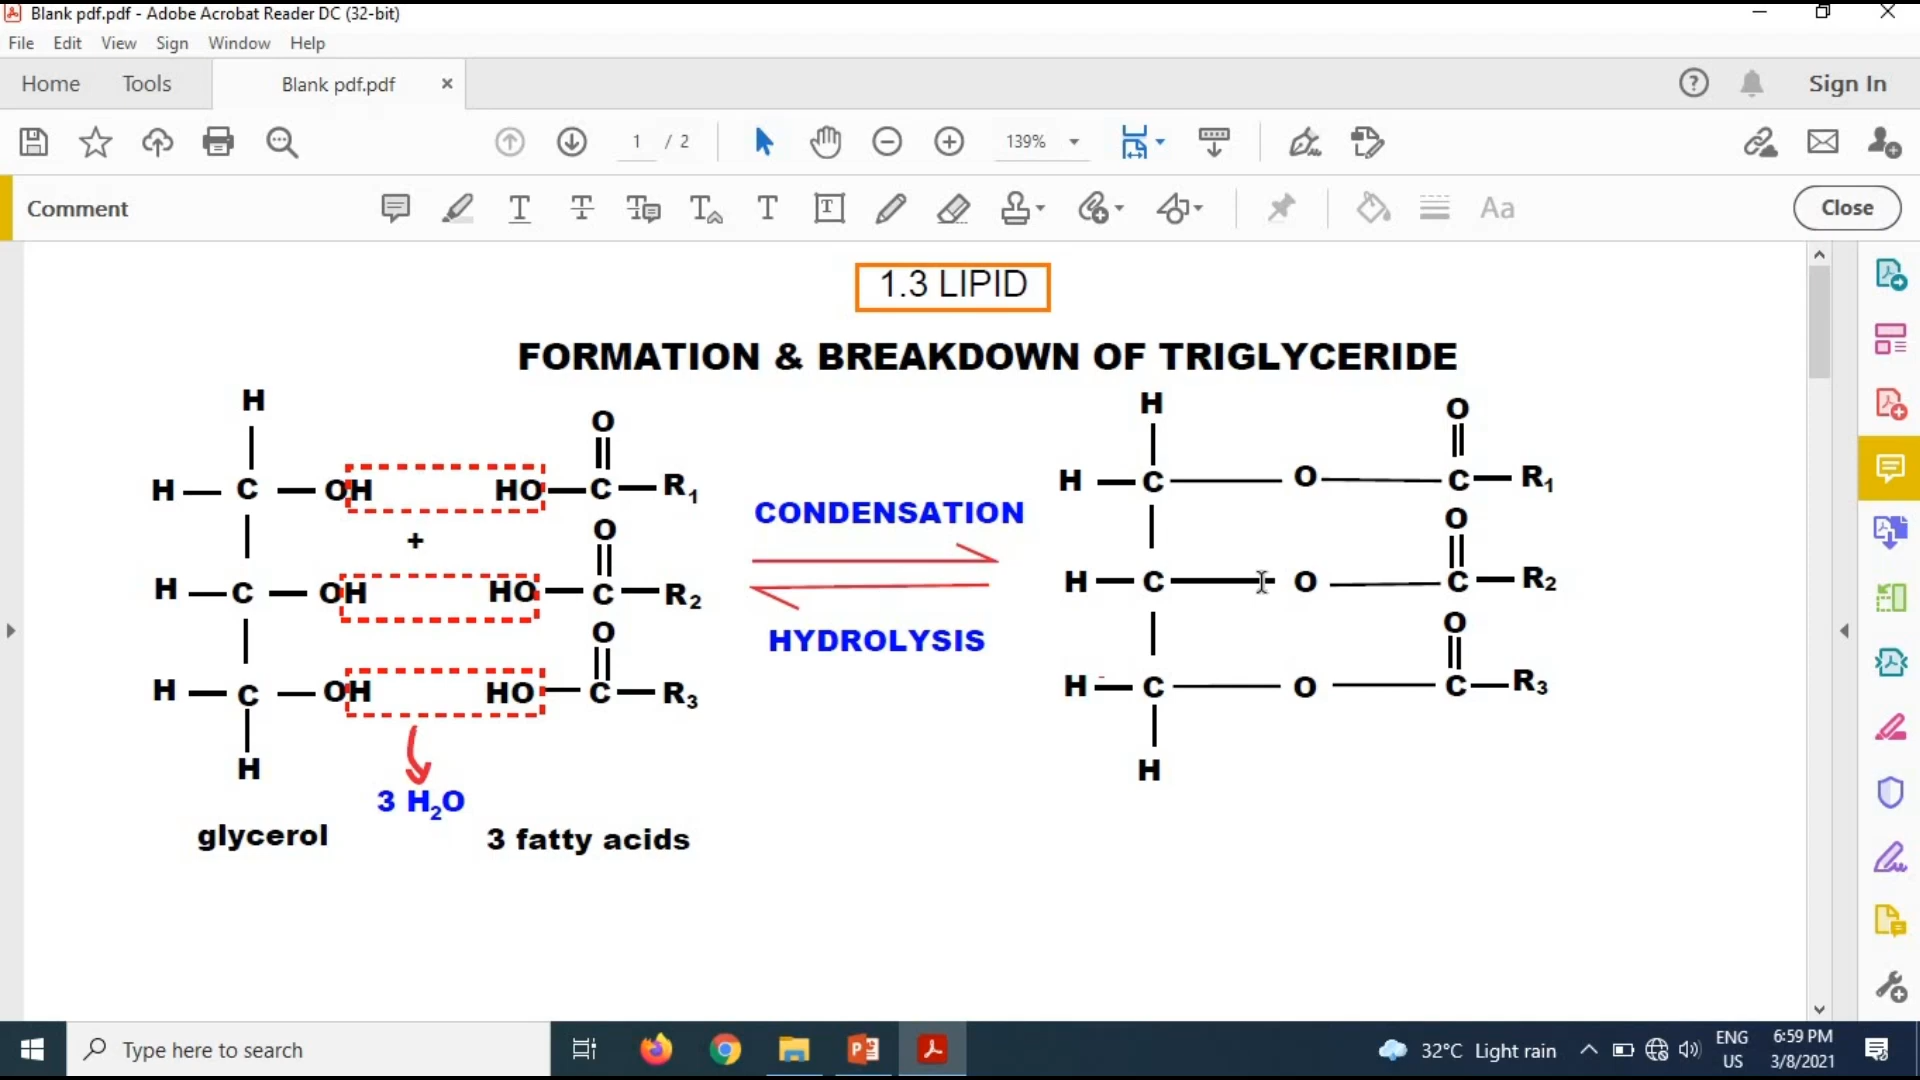 Blank pdf.pdf - Adobe Acrobat Reader DC (32-bit)
File Edit View Sign Window Help
Home Tools Blank pdf.pdf × Sign In
1 / 2 139%
Comment Close
1.3 LIPID
FORMATION & BREAKDOWN OF TRIGLYCERIDE
H O H O
H — C — OH HO — C — R1 H — C — O — C — R1
CONDENSATION
+ O O
H — C — OH HO — C — R2 H — C — O — C — R2
O O
HYDROLYSIS
H — C — OH HO — C — R3 H — C — O — C — R3
H H
3 H2O
glycerol 3 fatty acids
Type here to search 32°C Light rain ENG US 6:59 PM 3/8/2021